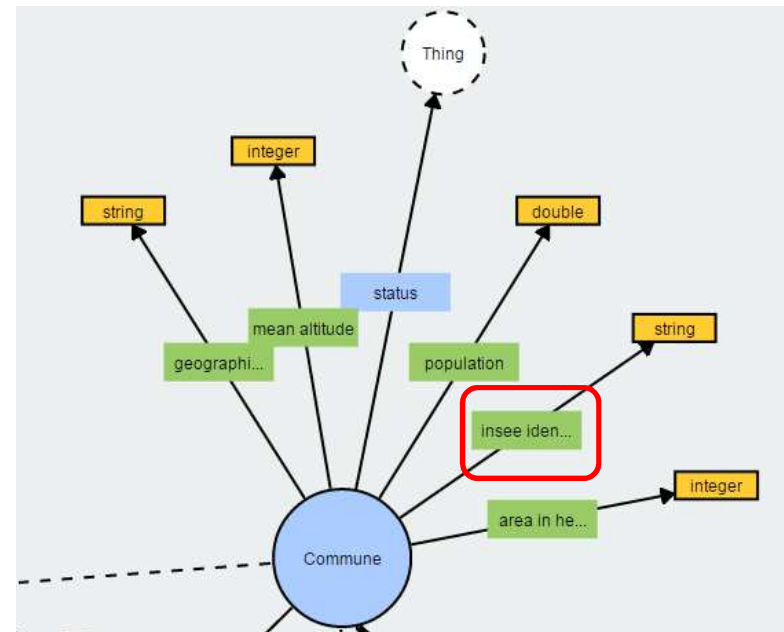 Thing
integer
string
double
status
mean altitude
string
geographi...
population
insee iden...
integer
area in he...
Commune